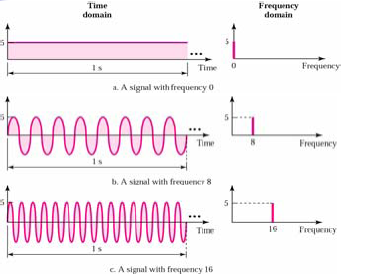 Time domain
Frequency domain
5
...
1 s
Time
5
0
Frequency
a. A signal with frequency 0
5
...
1 s
Time
5
8
Frequency
b. A signal with frequency 8
5
...
1 s
Time
5
16
Frequency
c. A signal with frequency 16